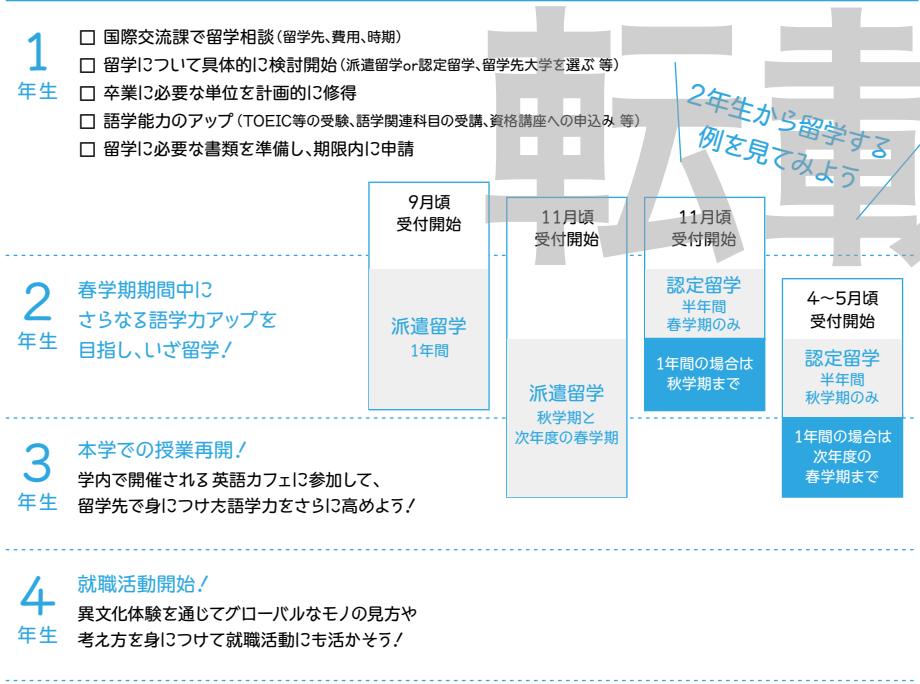 1
年生
□ 国際交流課で留学相談(留学先、費用、時期)
□ 留学について具体的に検討開始(派遣留学or認定留学、留学先大学を選ぶ 等)
□ 卒業に必要な単位を計画的に修得
□ 語学能力のアップ(TOEIC等の受験、語学関連科目の受講、資格講座への申込み 等)
□ 留学に必要な書類を準備し、期限内に申請
転載
2年生から留学する
例を見てみよう
9月頃
受付開始
派遣留学
1年間
11月頃
受付開始
派遣留学
秋学期と
次年度の春学期
11月頃
受付開始
認定留学
半年間
春学期のみ
1年間の場合は
秋学期まで
4〜5月頃
受付開始
認定留学
半年間
秋学期のみ
1年間の場合は
次年度の
春学期まで
2
年生
春学期期間中に
さらなる語学力アップを
目指し、いざ留学!
3
年生
本学での授業再開!
学内で開催される英語カフェに参加して、
留学先で身につけた語学力をさらに高めよう!
4
年生
就職活動開始!
異文化体験を通じてグローバルなモノの見方や
考え方を身につけて就職活動にも活かそう!